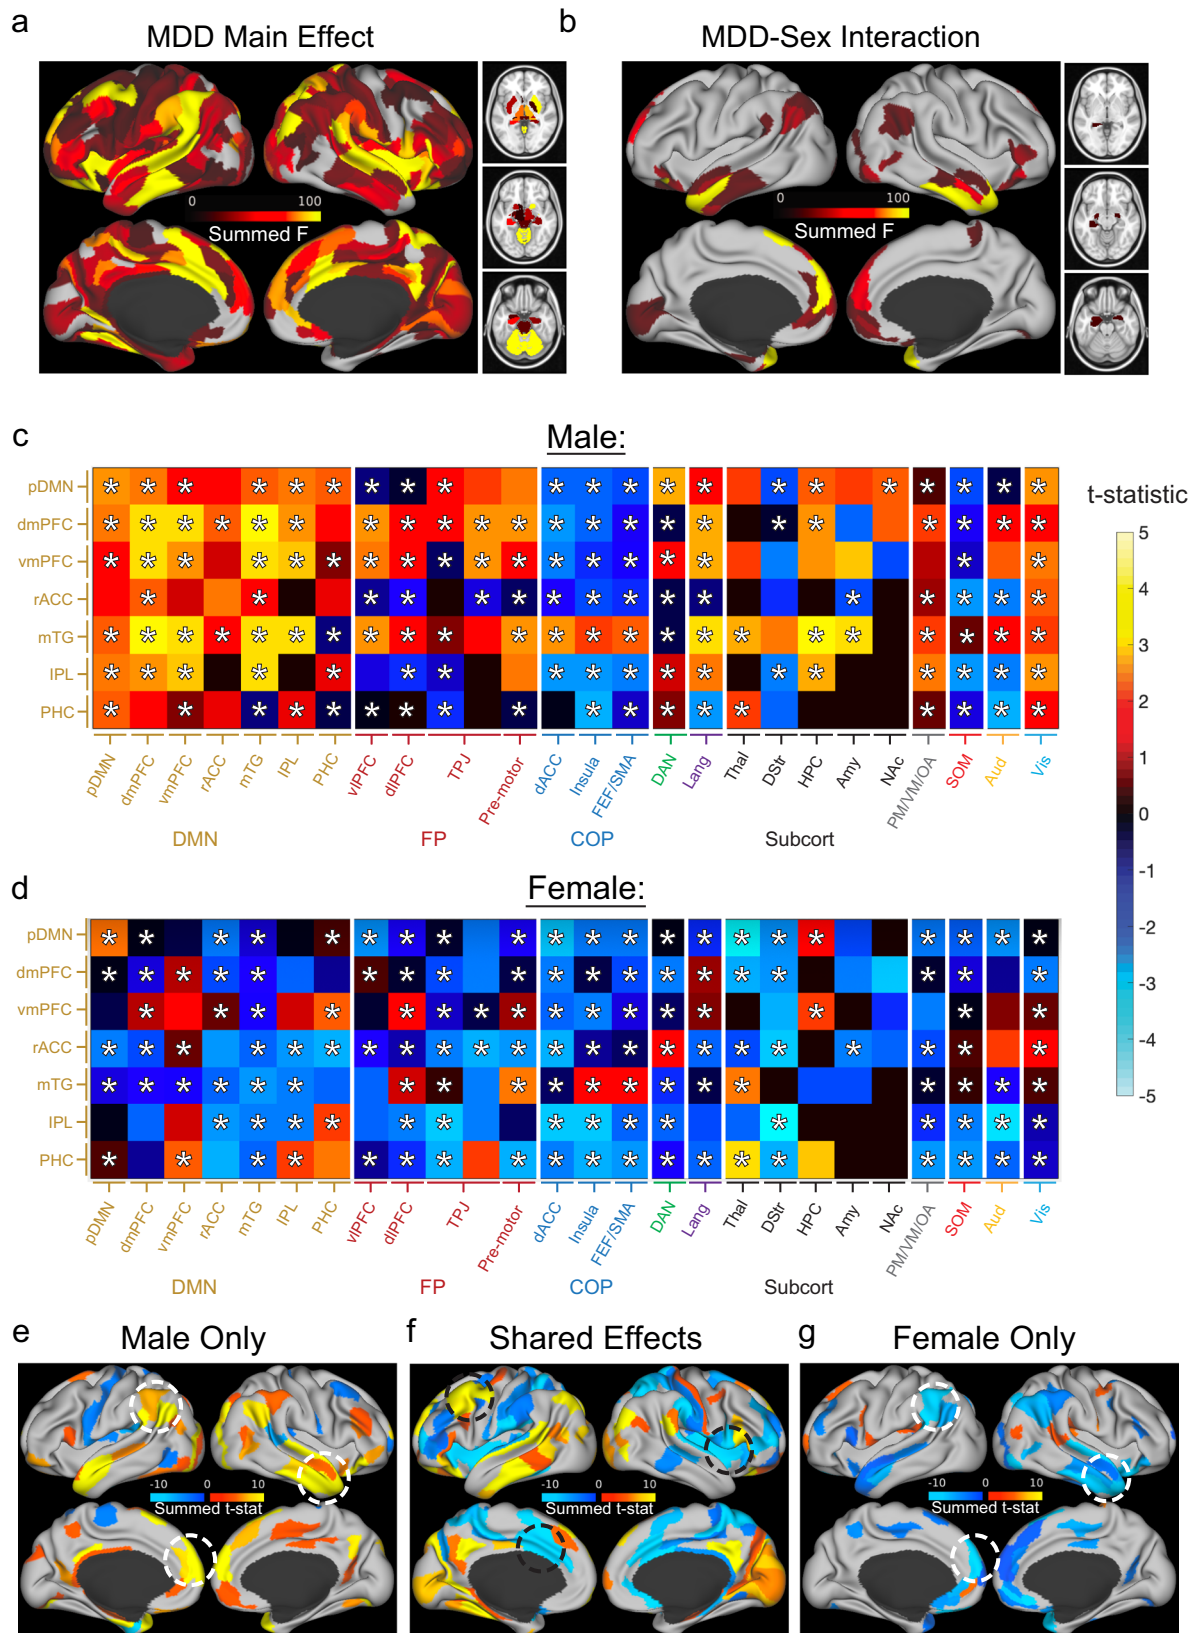 a
MDD Main Effect
b
MDD-Sex Interaction
0 100
Summed F
0 100
Summed F
c
Male:
t-statistic
5
4
3
2
1
0
-1
-2
-3
-4
-5
pDMN
dmPFC
vmPFC
rACC
mTG
IPL
PHC
pDMN dmPFC vmPFC rACC mTG IPL PHC vlPFC dlPFC TPJ Pre-motor dACC Insula FEF/SMA DAN Lang Thal DStr HPC Amy NAc PM/VM/OA SOM Aud Vis
DMN FP COP Subcort
d
Female:
pDMN
dmPFC
vmPFC
rACC
mTG
IPL
PHC
pDMN dmPFC vmPFC rACC mTG IPL PHC vlPFC dlPFC TPJ Pre-motor dACC Insula FEF/SMA DAN Lang Thal DStr HPC Amy NAc PM/VM/OA SOM Aud Vis
DMN FP COP Subcort
e
Male Only
f
Shared Effects
g
Female Only
-10 0 10
Summed t-stat
-10 0 10
Summed t-stat
-10 0 10
Summed t-stat